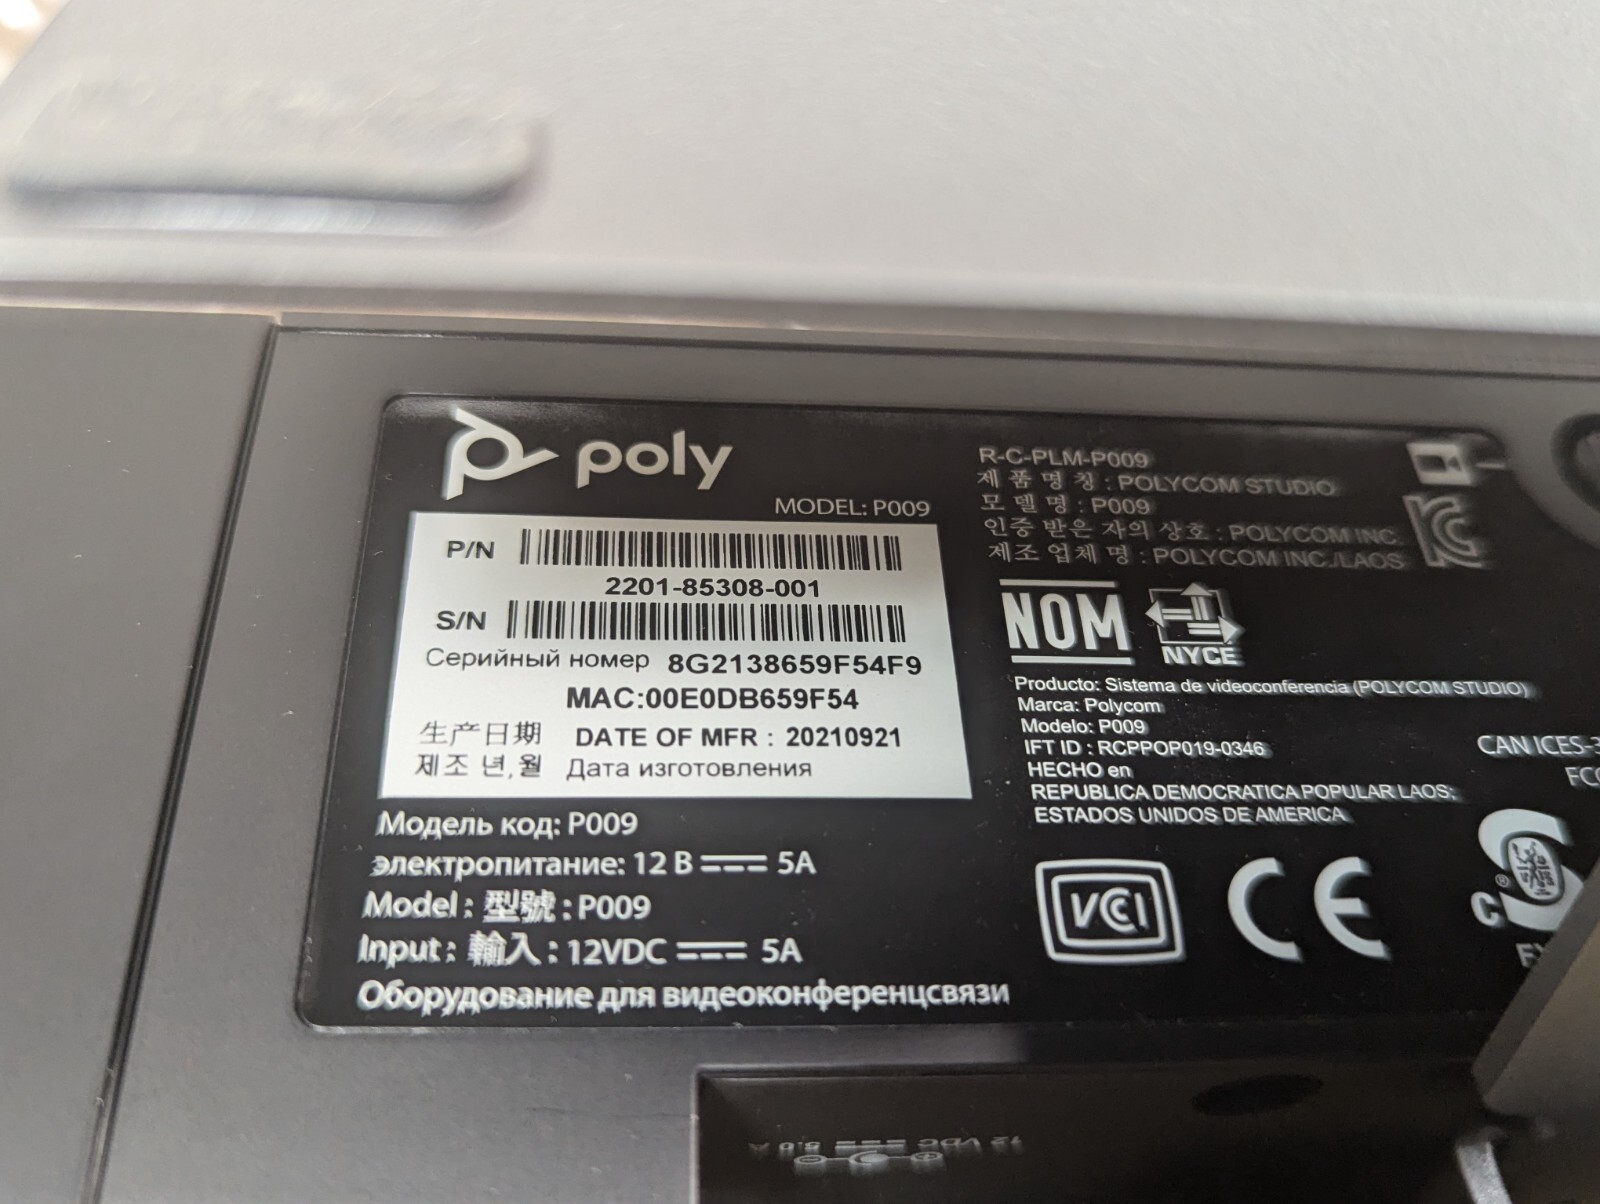 poly
MODEL: P009
P/N
2201-85308-001
S/N
Серийный номер 8G2138659F54F9
MAC:00E0DB659F54
生产日期 DATE OF MFR : 20210921
제조 년,월 Дата изготовления
Модель код: P009
электропитание: 12 В 5A
Model : 型號 : P009
Input : 輸入 : 12VDC 5A
Оборудование для видеоконференцсвязи
R-C-PLM-P009
제 품 명 칭 : POLYCOM STUDIO
모 델 명 : P009
인증 받은 자의 상호 : POLYCOM INC.
제조 업체 명 : POLYCOM INC./LAOS
NOM
NYCE
Producto: Sistema de videoconferencia (POLYCOM STUDIO)
Marca: Polycom
Modelo: P009
IFT ID : RCPPOP019-0346
HECHO en
REPUBLICA DEMOCRATICA POPULAR LAOS;
ESTADOS UNIDOS DE AMERICA
CAN ICES-3
FCC
VCCI
CE